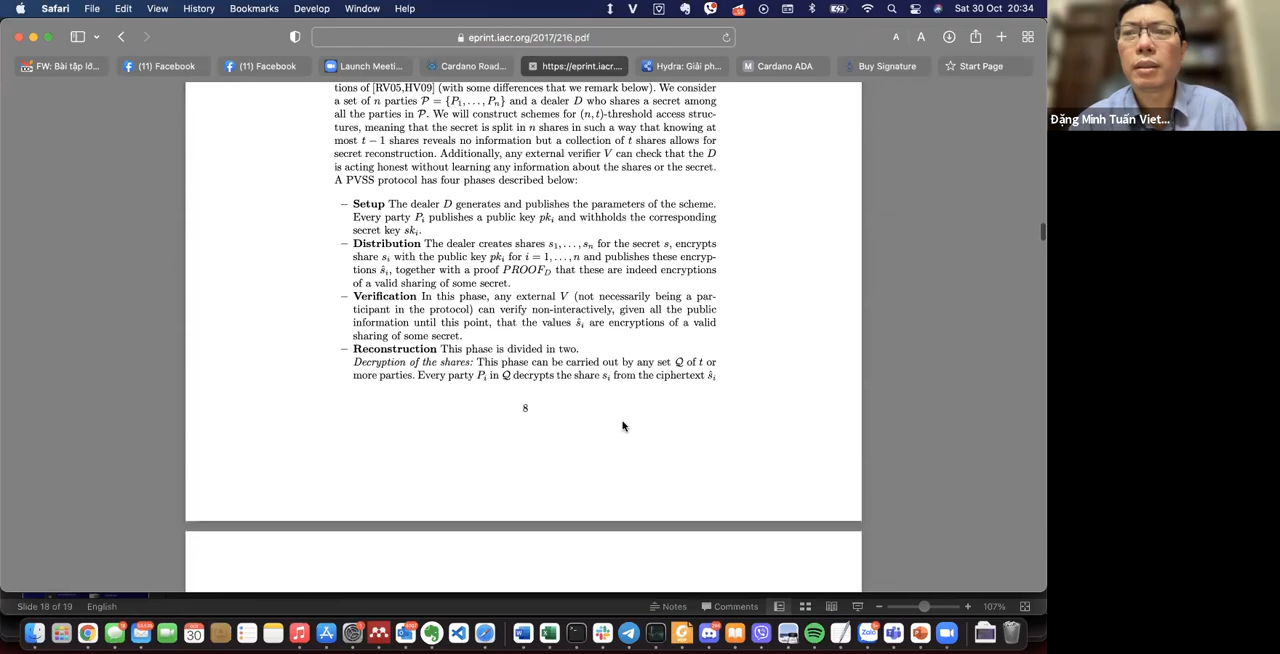 Safari File Edit View History Bookmarks Develop Window Help Sat 30 Oct 20:34
eprint.iacr.org/2017/216.pdf
FW: Bài tập lớ... (11) Facebook (11) Facebook Launch Meeti... Cardano Road... https://eprint.iacr.... Hydra: Giải ph... Cardano ADA Buy Signature Start Page
tions of [RV05,HV09] (with some differences that we remark below). We consider
a set of n parties 𝒫 = {P₁, . . . , Pₙ} and a dealer D who shares a secret among
all the parties in 𝒫. We will construct schemes for (n, t)-threshold access struc-
tures, meaning that the secret is split in n shares in such a way that knowing at
most t − 1 shares reveals no information but a collection of t shares allows for
secret reconstruction. Additionally, any external verifier V can check that the D
is acting honest without learning any information about the shares or the secret.
A PVSS protocol has four phases described below:
– Setup The dealer D generates and publishes the parameters of the scheme.
Every party Pᵢ publishes a public key pkᵢ and withholds the corresponding
secret key skᵢ.
– Distribution The dealer creates shares s₁, . . . , sₙ for the secret s, encrypts
share sᵢ with the public key pkᵢ for i = 1, . . . , n and publishes these encryp-
tions ŝᵢ, together with a proof PROOF_D that these are indeed encryptions
of a valid sharing of some secret.
– Verification In this phase, any external V (not necessarily being a par-
ticipant in the protocol) can verify non-interactively, given all the public
information until this point, that the values ŝᵢ are encryptions of a valid
sharing of some secret.
– Reconstruction This phase is divided in two.
Decryption of the shares: This phase can be carried out by any set 𝒬 of t or
more parties. Every party Pᵢ in 𝒬 decrypts the share sᵢ from the ciphertext ŝᵢ
8
Đặng Minh Tuấn Viet...
Slide 18 of 19 English Notes Comments 107%
OCT
30
Zalo